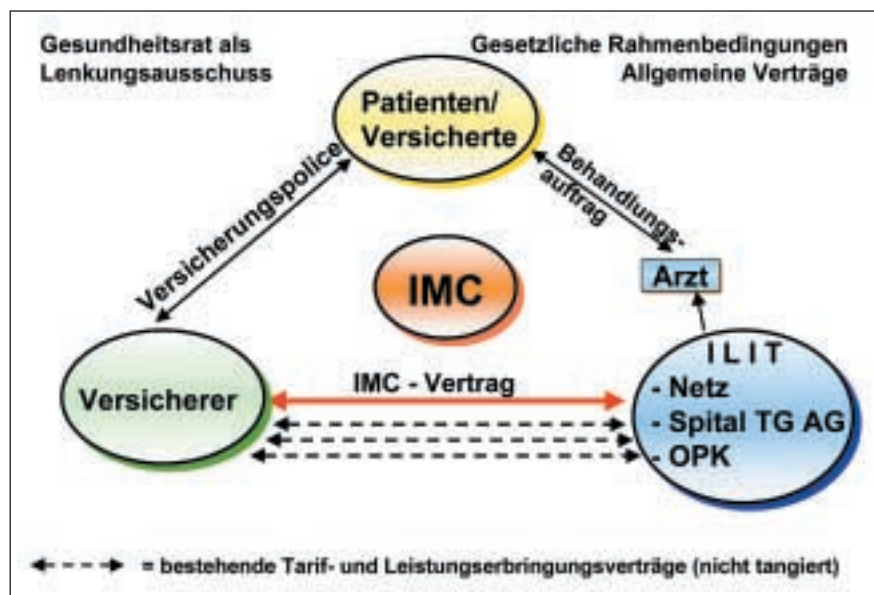 Gesundheitsrat als
Lenkungsausschuss
Gesetzliche Rahmenbedingungen
Allgemeine Verträge
Patienten/
Versicherte
Versicherungspolice
Behandlungs-
auftrag
Arzt
IMC
Versicherer
IMC - Vertrag
I L I T
- Netz
- Spital TG AG
- OPK
= bestehende Tarif- und Leistungserbringungsverträge (nicht tangiert)